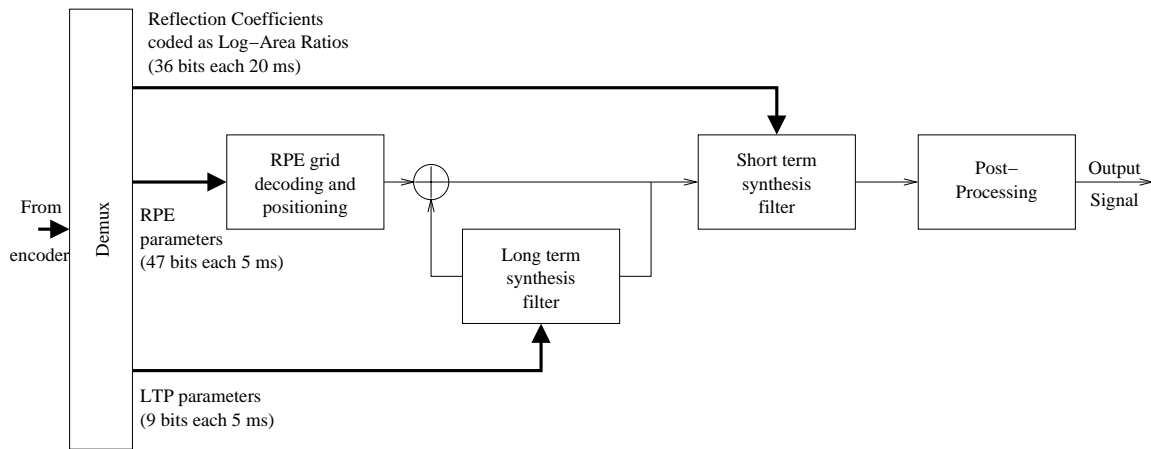 Reflection Coefficients
coded as Log−Area Ratios
(36 bits each 20 ms)
From
encoder
Demux
RPE grid
decoding and
positioning
RPE
parameters
(47 bits each 5 ms)
Long term
synthesis
filter
LTP parameters
(9 bits each 5 ms)
Short term
synthesis
filter
Post−
Processing
Output
Signal